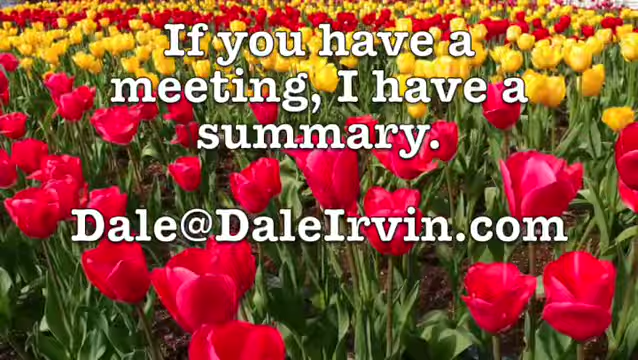 If you have a
meeting, I have a
summary.
Dale@DaleIrvin.com